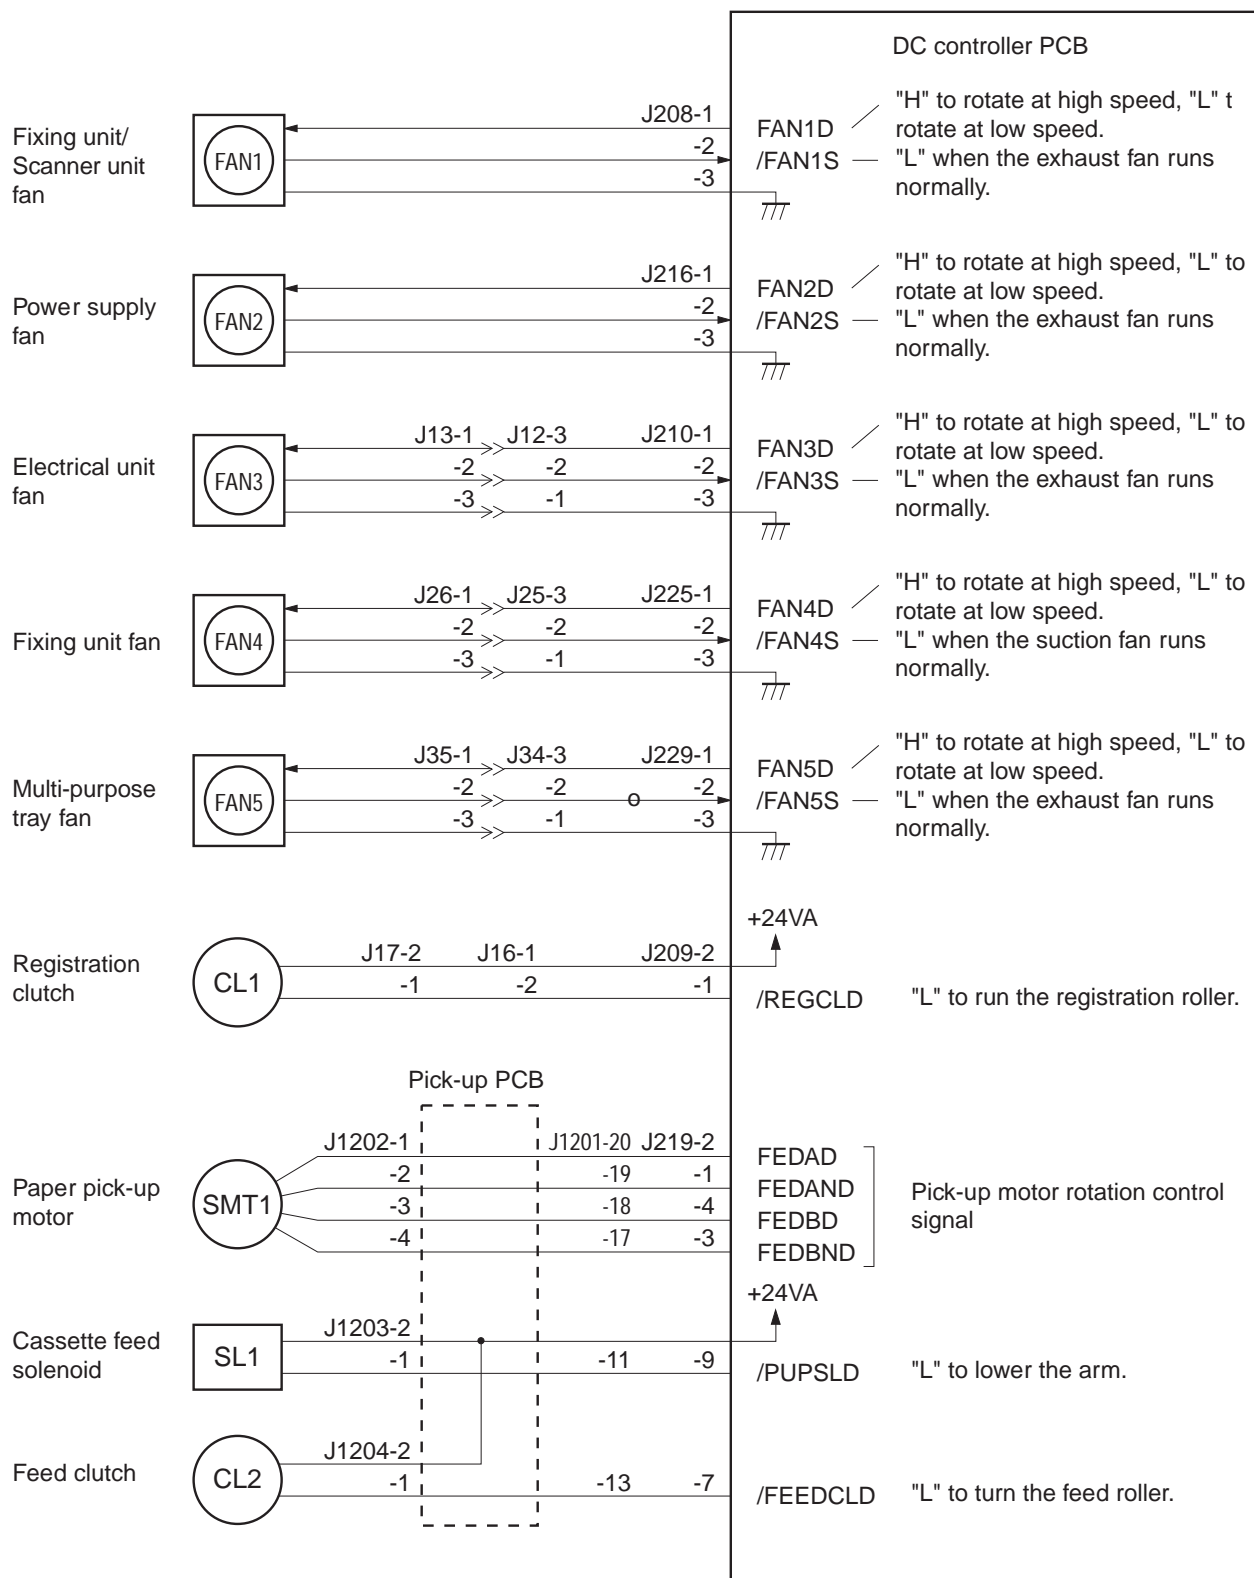 DC controller PCB
Fixing unit/
Scanner unit
fan
FAN1
J208-1
-2
-3
FAN1D
/FAN1S
"H" to rotate at high speed, "L" t
rotate at low speed.
"L" when the exhaust fan runs
normally.
Power supply
fan
FAN2
J216-1
-2
-3
FAN2D
/FAN2S
"H" to rotate at high speed, "L" to
rotate at low speed.
"L" when the exhaust fan runs
normally.
Electrical unit
fan
FAN3
J13-1 J12-3 J210-1
-2 -2 -2
-3 -1 -3
FAN3D
/FAN3S
"H" to rotate at high speed, "L" to
rotate at low speed.
"L" when the exhaust fan runs
normally.
Fixing unit fan
FAN4
J26-1 J25-3 J225-1
-2 -2 -2
-3 -1 -3
FAN4D
/FAN4S
"H" to rotate at high speed, "L" to
rotate at low speed.
"L" when the suction fan runs
normally.
Multi-purpose
tray fan
FAN5
J35-1 J34-3 J229-1
-2 -2 o -2
-3 -1 -3
FAN5D
/FAN5S
"H" to rotate at high speed, "L" to
rotate at low speed.
"L" when the exhaust fan runs
normally.
Registration
clutch
CL1
J17-2 J16-1 J209-2
-1 -2 -1
+24VA
/REGCLD
"L" to run the registration roller.
Pick-up PCB
Paper pick-up
motor
SMT1
J1202-1 J1201-20 J219-2
-2 -19 -1
-3 -18 -4
-4 -17 -3
FEDAD
FEDAND
FEDBD
FEDBND
Pick-up motor rotation control
signal
Cassette feed
solenoid
SL1
J1203-2
-1 -11 -9
+24VA
/PUPSLD
"L" to lower the arm.
Feed clutch
CL2
J1204-2
-1 -13 -7
/FEEDCLD
"L" to turn the feed roller.